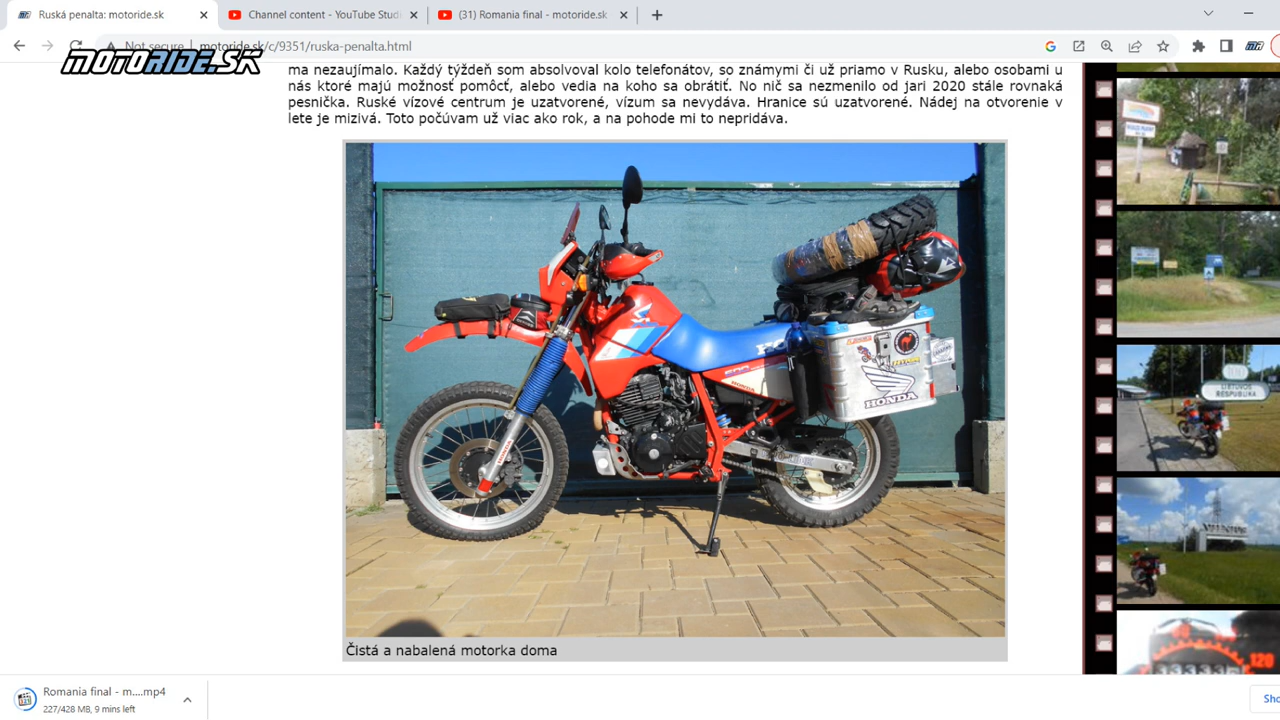 Ruská penalta: motoride.sk
Channel content - YouTube Studi
(31) Romania final - motoride.sk
Not secure
motoride.sk/c/9351/ruska-penalta.html
MOTORIDE.SK
ma nezaujímalo. Každý týždeň som absolvoval kolo telefonátov, so známymi či už priamo v Rusku, alebo osobami u
nás ktoré majú možnosť pomôcť, alebo vedia na koho sa obrátiť. No nič sa nezmenilo od jari 2020 stále rovnaká
pesnička. Ruské vízové centrum je uzatvorené, vízum sa nevydáva. Hranice sú uzatvorené. Nádej na otvorenie v
lete je mizivá. Toto počúvam už viac ako rok, a na pohode mi to nepridáva.
HONDA
HONDA
LIETUVOS
RESPUBLIKA
120
Čistá a nabalená motorka doma
Romania final - m....mp4
227/428 MB, 9 mins left
Sho